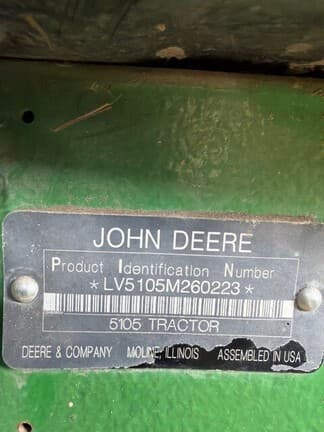 JOHN DEERE
Product Identification Number
*LV5105M260223*
5105 TRACTOR
DEERE & COMPANY MOLINE, ILLINOIS ASSEMBLED IN USA